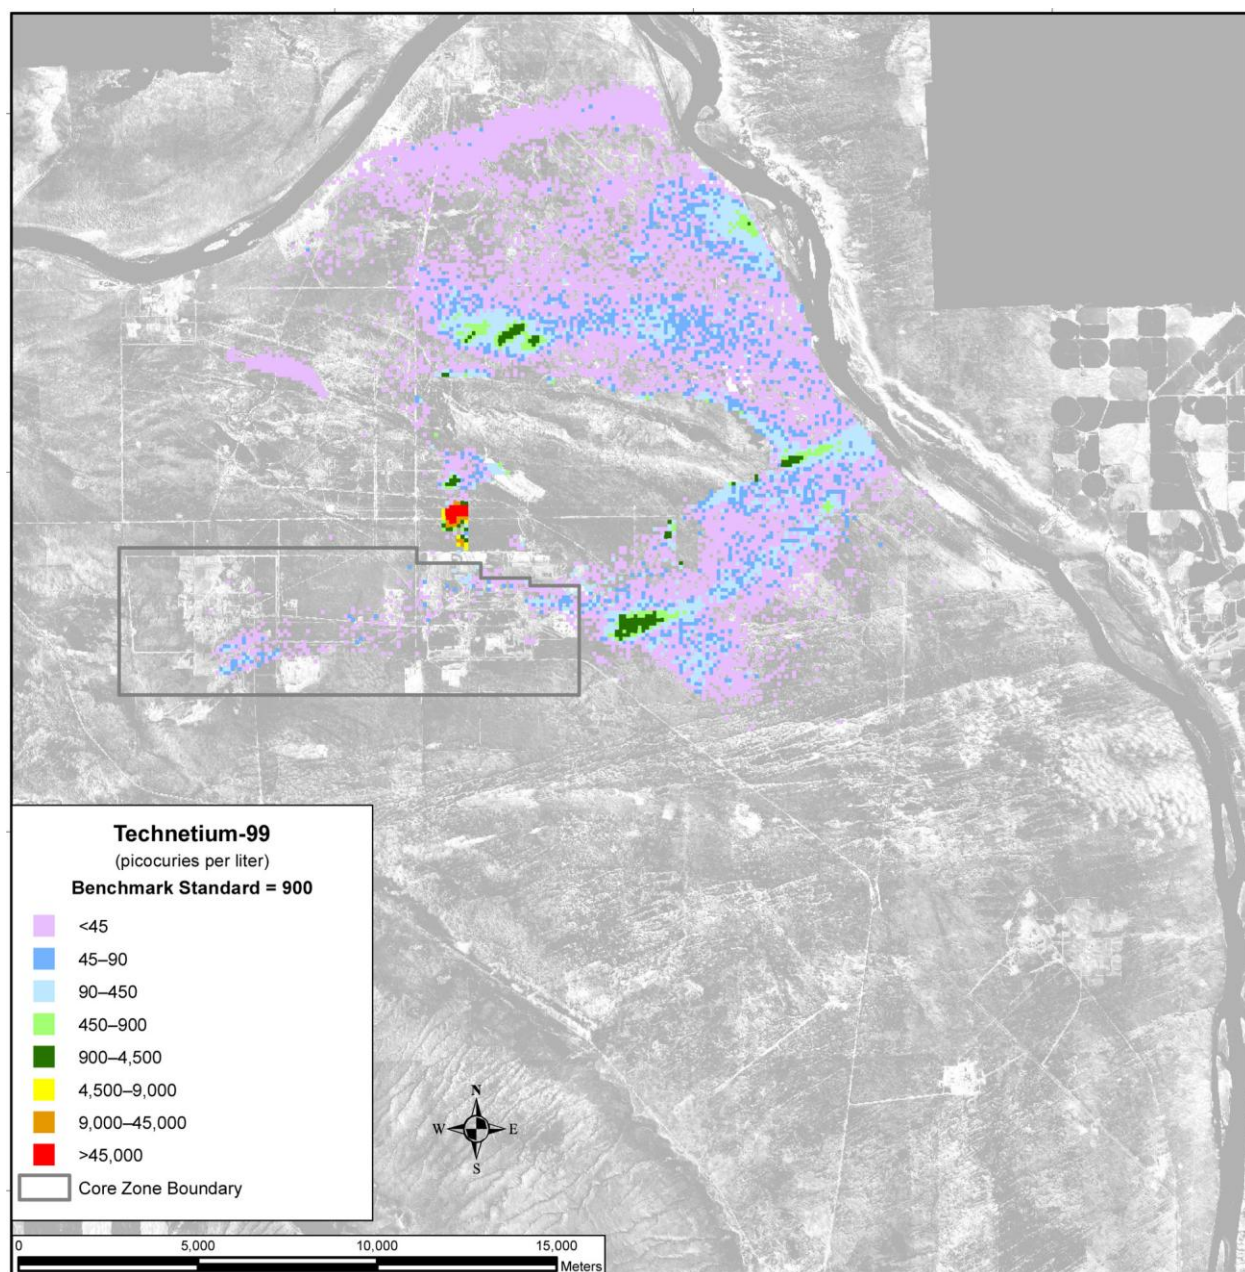 Technetium-99
(picocuries per liter)
Benchmark Standard = 900
<45
45–90
90–450
450–900
900–4,500
4,500–9,000
9,000–45,000
>45,000
Core Zone Boundary
N
W E
S
0 5,000 10,000 15,000
Meters